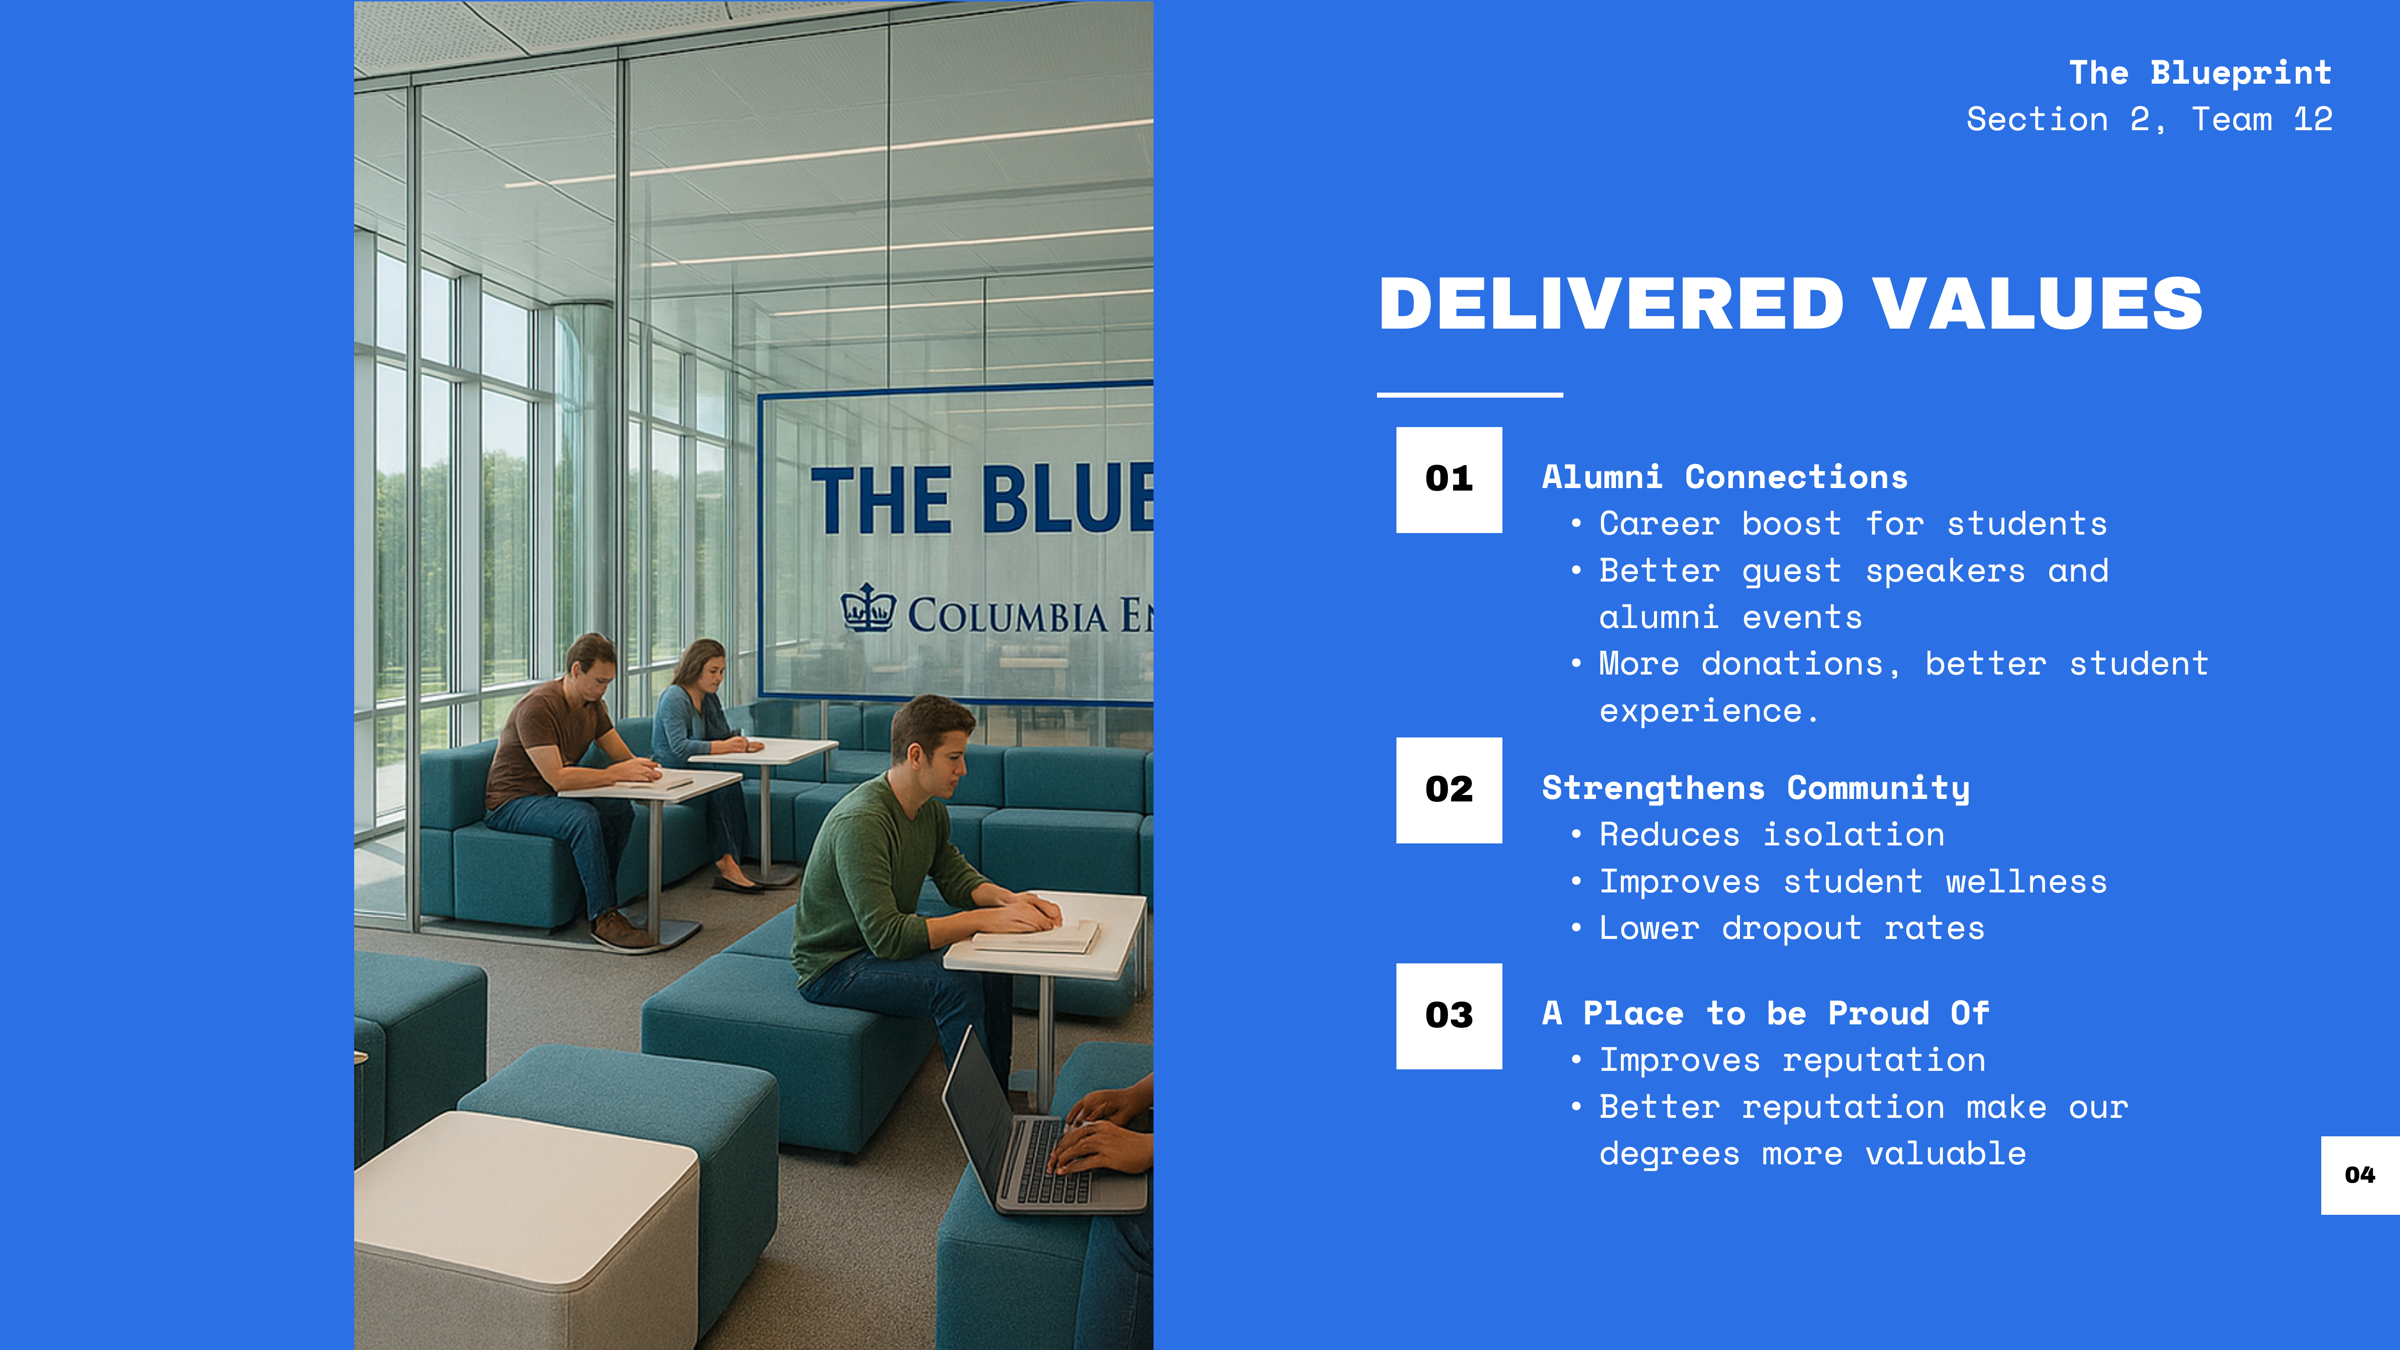 The Blueprint
Section 2, Team 12
THE BLUE
COLUMBIA EN
DELIVERED VALUES
01
Alumni Connections
• Career boost for students
• Better guest speakers and
alumni events
• More donations, better student
experience.
02
Strengthens Community
• Reduces isolation
• Improves student wellness
• Lower dropout rates
03
A Place to be Proud Of
• Improves reputation
• Better reputation make our
degrees more valuable
04